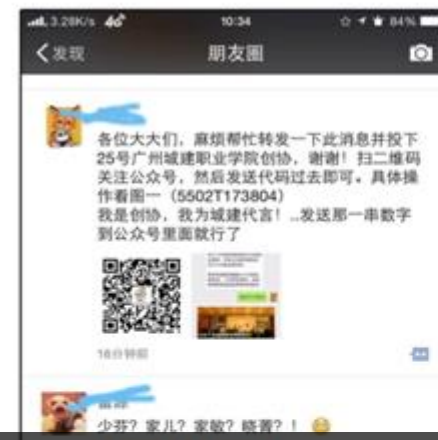 3.28K/s 4G 10:34 84%
发现 朋友圈
各位大大们，麻烦帮忙转发一下此消息并投下
25号广州城建职业学院创协，谢谢！扫二维码
关注公众号，然后发送代码过去即可。具体操
作看图一（5502T173804）
我是创协，我为城建代言！..发送那一串数字
到公众号里面就行了
16分钟前
少芬？家儿？家敏？晓菁？！